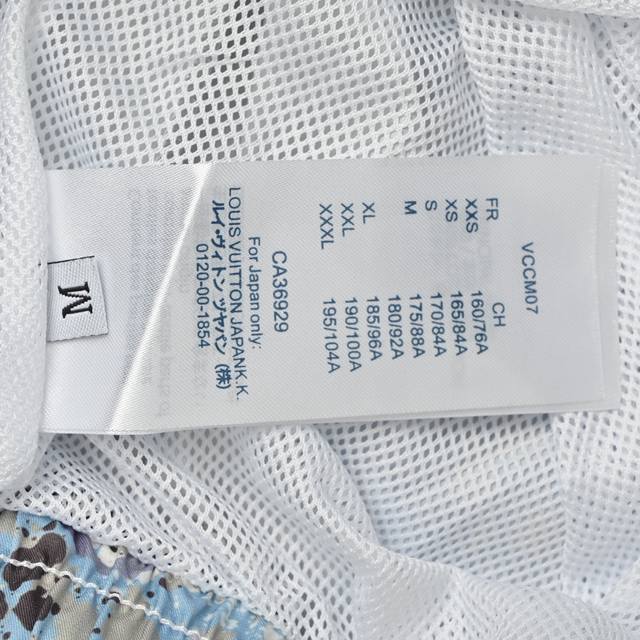 VCCM07
FR CH
XXS 160/76A
XS 165/84A
S 170/84A
M 175/88A
180/92A
XL 185/96A
XXL 190/100A
XXXL 195/104A
CA36929
For Japan only:
LOUIS VUITTON JAPANK.K.
ルイ・ヴィトン ジャパン (株)
0120-00-1854
M